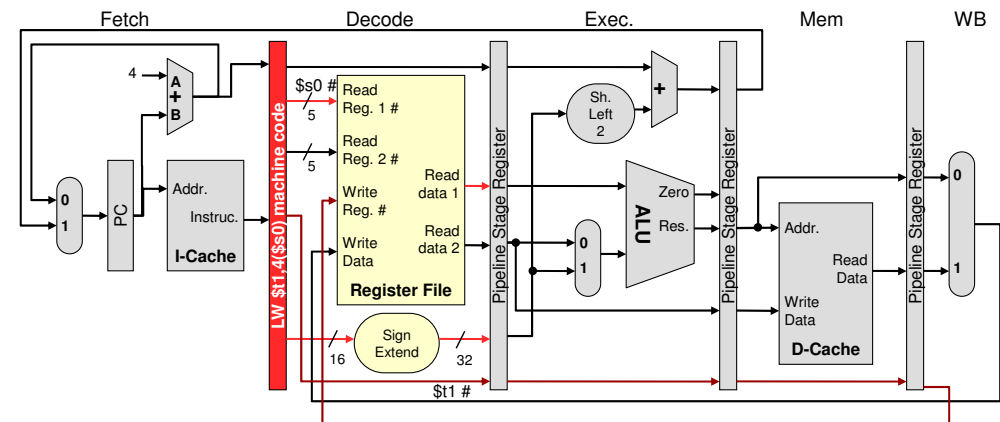 Fetch
Decode
Exec.
Mem
WB
4
A
+
B
0
1
PC
Addr.
Instruc.
I-Cache
LW $t1,4($s0) machine code
$s0 #
5
5
Read
Reg. 1 #
Read
Reg. 2 #
Write
Reg. #
Write
Data
Read
data 1
Read
data 2
Register File
16
Sign
Extend
32
$t1 #
Pipeline Stage Register
Sh.
Left
2
+
0
1
ALU
Zero
Res.
Pipeline Stage Register
Addr.
Read
Data
Write
Data
D-Cache
Pipeline Stage Register
0
1